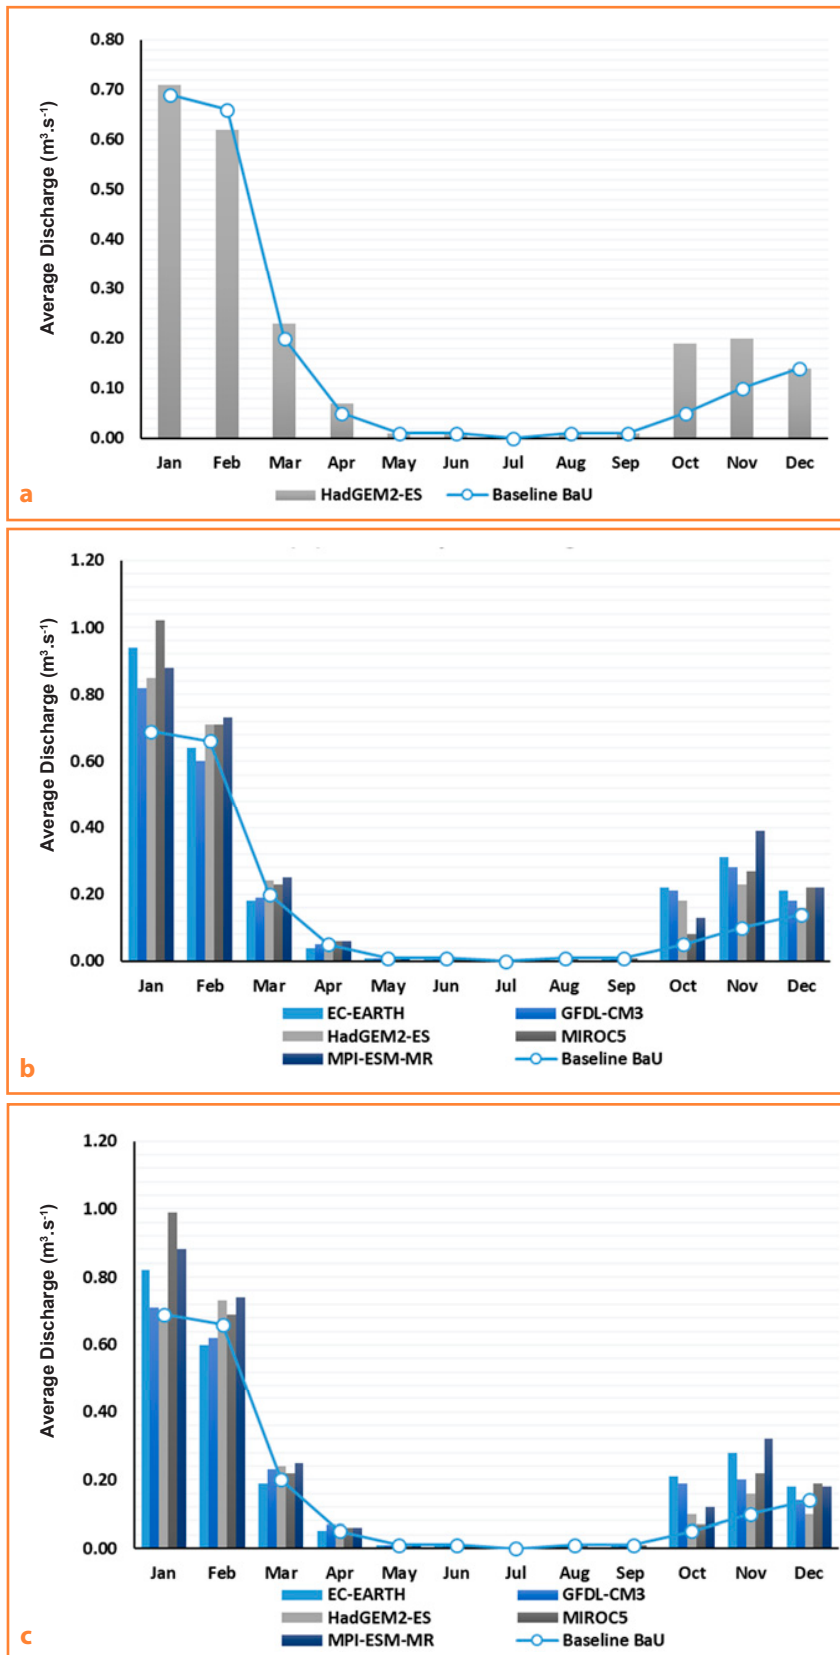 0.80
0.70
0.60
0.50
0.40
0.30
0.20
0.10
0.00
Average Discharge (m³.s⁻¹)
Jan Feb Mar Apr May Jun Jul Aug Sep Oct Nov Dec
HadGEM2-ES Baseline BaU
a
1.20
1.00
0.80
0.60
0.40
0.20
0.00
Average Discharge (m³.s⁻¹)
Jan Feb Mar Apr May Jun Jul Aug Sep Oct Nov Dec
EC-EARTH GFDL-CM3
HadGEM2-ES MIROC5
MPI-ESM-MR Baseline BaU
b
1.20
1.00
0.80
0.60
0.40
0.20
0.00
Average Discharge (m³.s⁻¹)
Jan Feb Mar Apr May Jun Jul Aug Sep Oct Nov Dec
EC-EARTH GFDL-CM3
HadGEM2-ES MIROC5
MPI-ESM-MR Baseline BaU
c